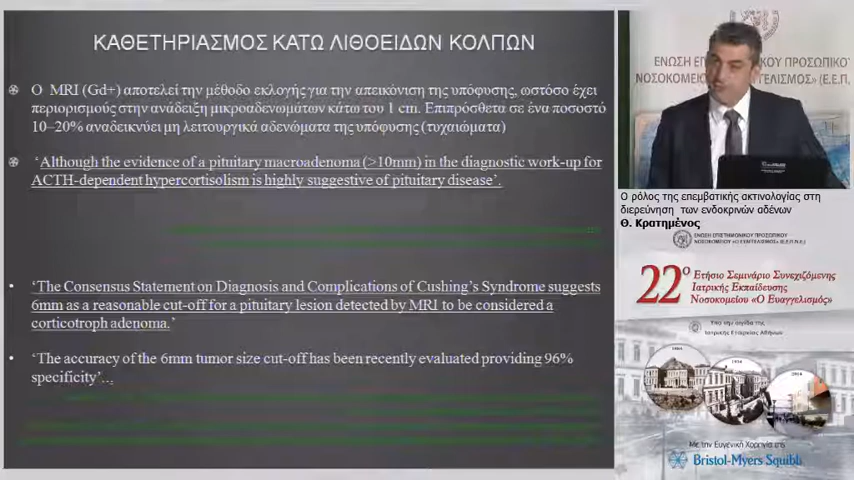 ΚΑΘΕΤΗΡΙΑΣΜΟΣ ΚΑΤΩ ΛΙΘΟΕΙΔΩΝ ΚΟΛΠΩΝ
Ο MRI (Gd+) αποτελεί την μέθοδο εκλογής για την απεικόνιση της υπόφυσης, ωστόσο έχει
περιορισμούς στην ανάδειξη μικροαδενωμάτων κάτω του 1 cm. Επιπρόσθετα σε ένα ποσοστό
10–20% αναδεικνύει μη λειτουργικά αδενώματα της υπόφυσης (τυχαιώματα)
'Although the evidence of a pituitary macroadenoma (>10mm) in the diagnostic work-up for
ACTH-dependent hypercortisolism is highly suggestive of pituitary disease'.
• 'The Consensus Statement on Diagnosis and Complications of Cushing's Syndrome suggests
6mm as a reasonable cut-off for a pituitary lesion detected by MRI to be considered a
corticotroph adenoma.'
• 'The accuracy of the 6mm tumor size cut-off has been recently evaluated providing 96%
specificity'...
ΕΝΩΣΗ ΕΠΙΣΤΗΜΟΝΙΚΟΥ ΠΡΟΣΩΠΙΚΟ
ΝΟΣΟΚΟΜΕΙΟΥ (Ε.Ε.Π.
Ο ρόλος της επεμβατικής ακτινολογίας στη
διερεύνηση των ενδοκρινών αδένων
Θ. Κρατημένος
ΕΝΩΣΗ ΕΠΙΣΤΗΜΟΝΙΚΟΥ ΠΡΟΣΩΠΙΚΟΥ
ΝΟΣΟΚΟΜΕΙΟΥ «Ο ΕΥΑΓΓΕΛΙΣΜΟΣ» (Ε.Ε.Π.Ν.Ε.)
22ο Ετήσιο Σεμινάριο Συνεχιζόμενης
Ιατρικής Εκπαίδευσης
Νοσοκομείου «Ο Ευαγγελισμός»
Υπό την αιγίδα της
Ιατρικής Εταιρείας Αθηνών
Με την Ευγενική Χορηγία της
Bristol-Myers Squibb